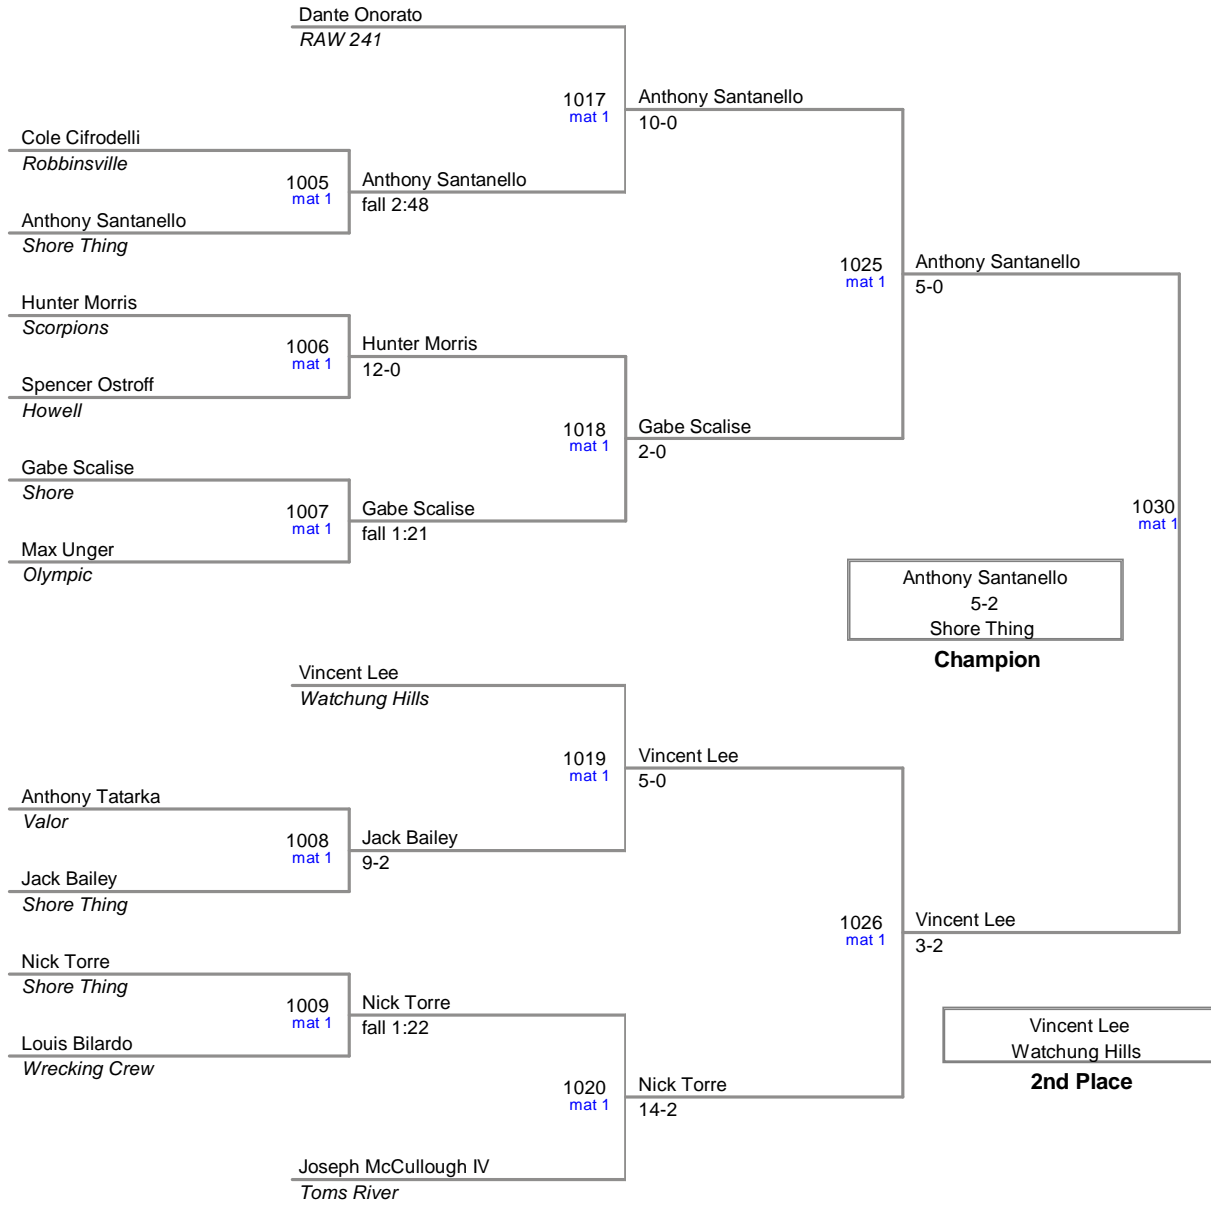 Dante Onorato
RAW 241
1017
mat 1
Anthony Santanello
10-0
Cole Cifrodelli
Robbinsville
1005
mat 1
Anthony Santanello
fall 2:48
Anthony Santanello
Shore Thing
1025
mat 1
Anthony Santanello
5-0
Hunter Morris
Scorpions
1006
mat 1
Hunter Morris
12-0
Spencer Ostroff
Howell
1018
mat 1
Gabe Scalise
2-0
Gabe Scalise
Shore
1007
mat 1
Gabe Scalise
fall 1:21
Max Unger
Olympic
1030
mat 1
Anthony Santanello
5-2
Shore Thing
Champion
Vincent Lee
Watchung Hills
1019
mat 1
Vincent Lee
5-0
Anthony Tatarka
Valor
1008
mat 1
Jack Bailey
9-2
Jack Bailey
Shore Thing
1026
mat 1
Vincent Lee
3-2
Nick Torre
Shore Thing
1009
mat 1
Nick Torre
fall 1:22
Louis Bilardo
Wrecking Crew
Vincent Lee
Watchung Hills
2nd Place
1020
mat 1
Nick Torre
14-2
Joseph McCullough IV
Toms River